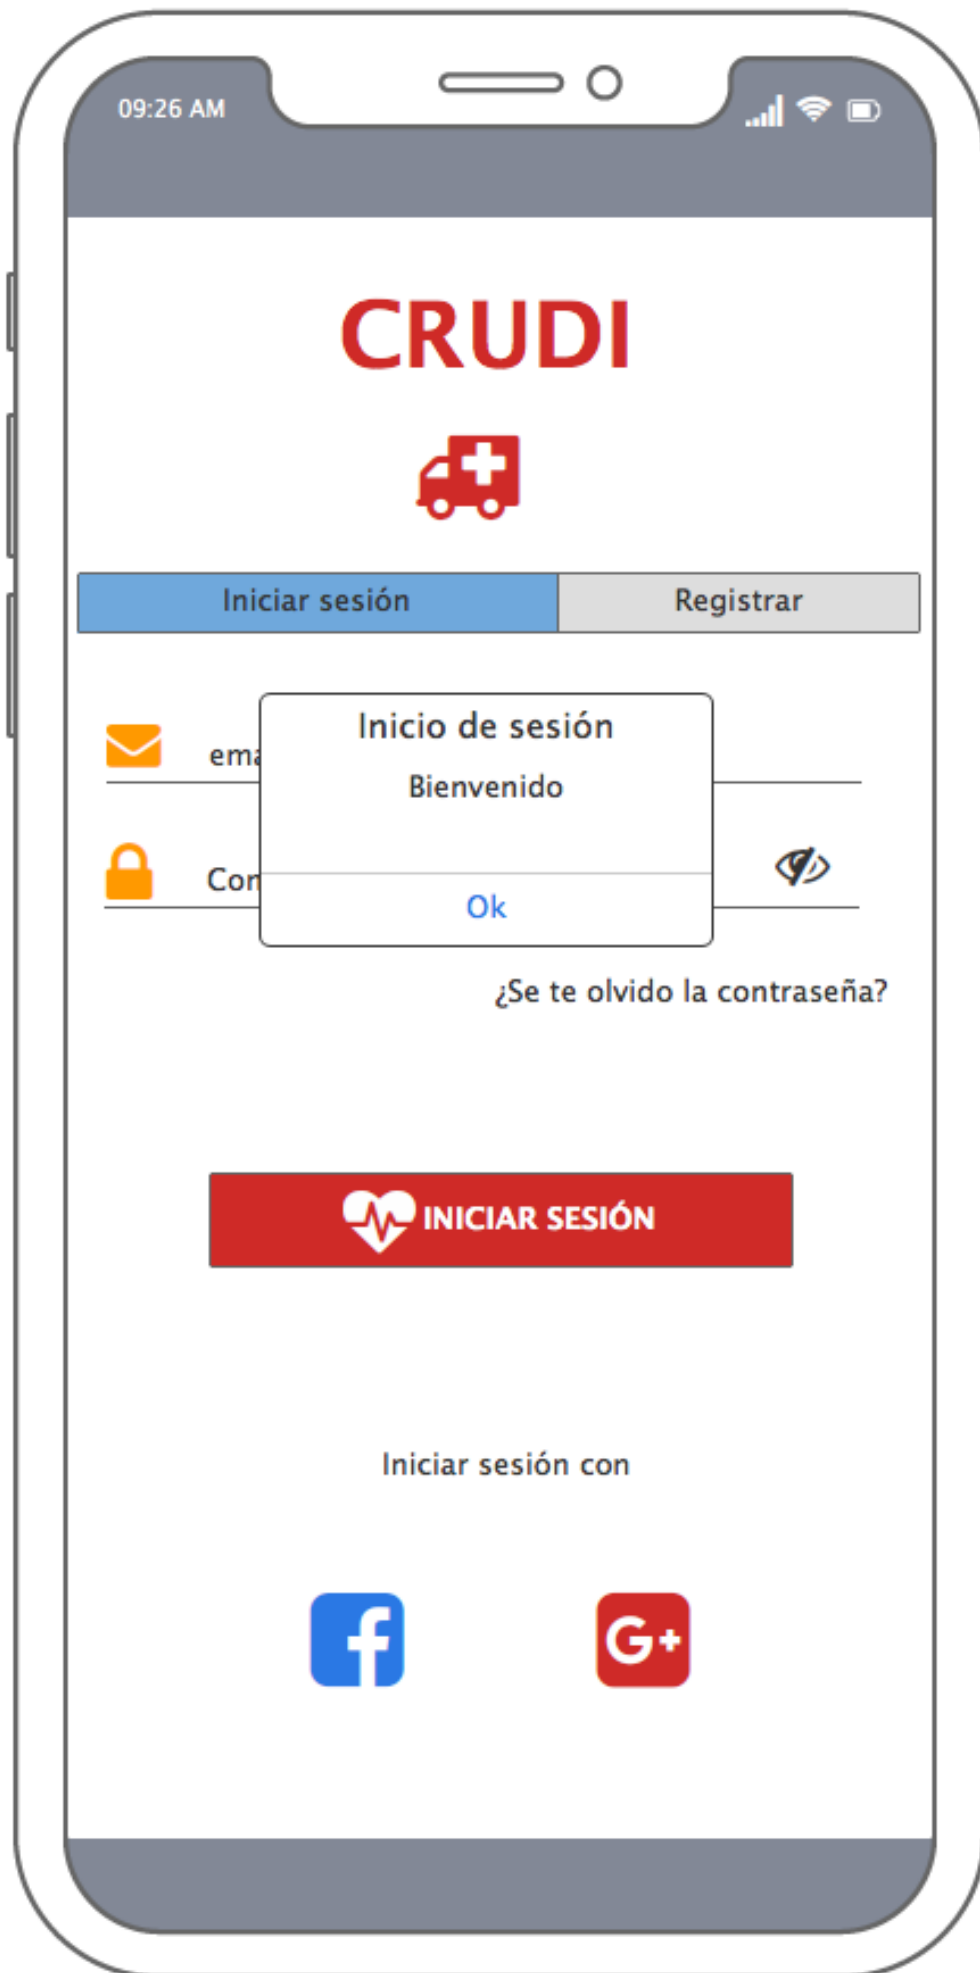 09:26 AM
CRUDI
Iniciar sesión Registrar
Inicio de sesión
Bienvenido
Ok
¿Se te olvido la contraseña?
INICIAR SESIÓN
Iniciar sesión con
f G+